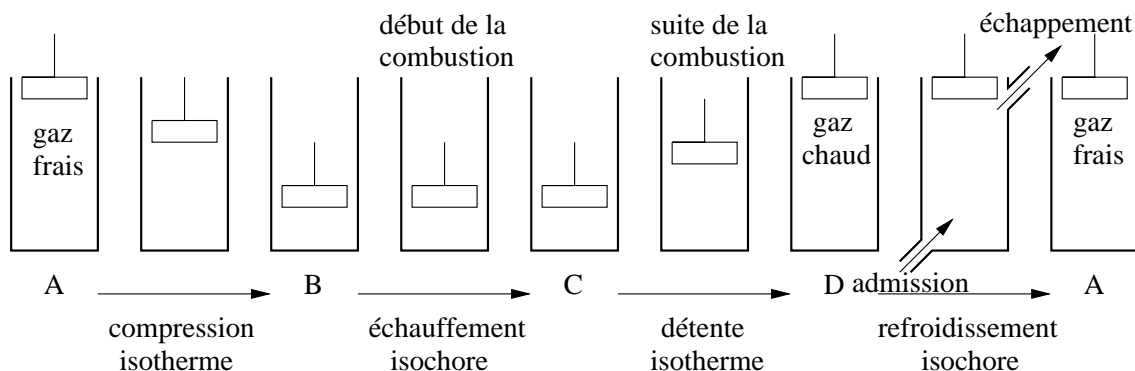 début de la
combustion
suite de la
combustion
échappement
gaz
frais
gaz
chaud
gaz
frais
A
B
C
D
admission
A
compression
isotherme
échauffement
isochore
détente
isotherme
refroidissement
isochore